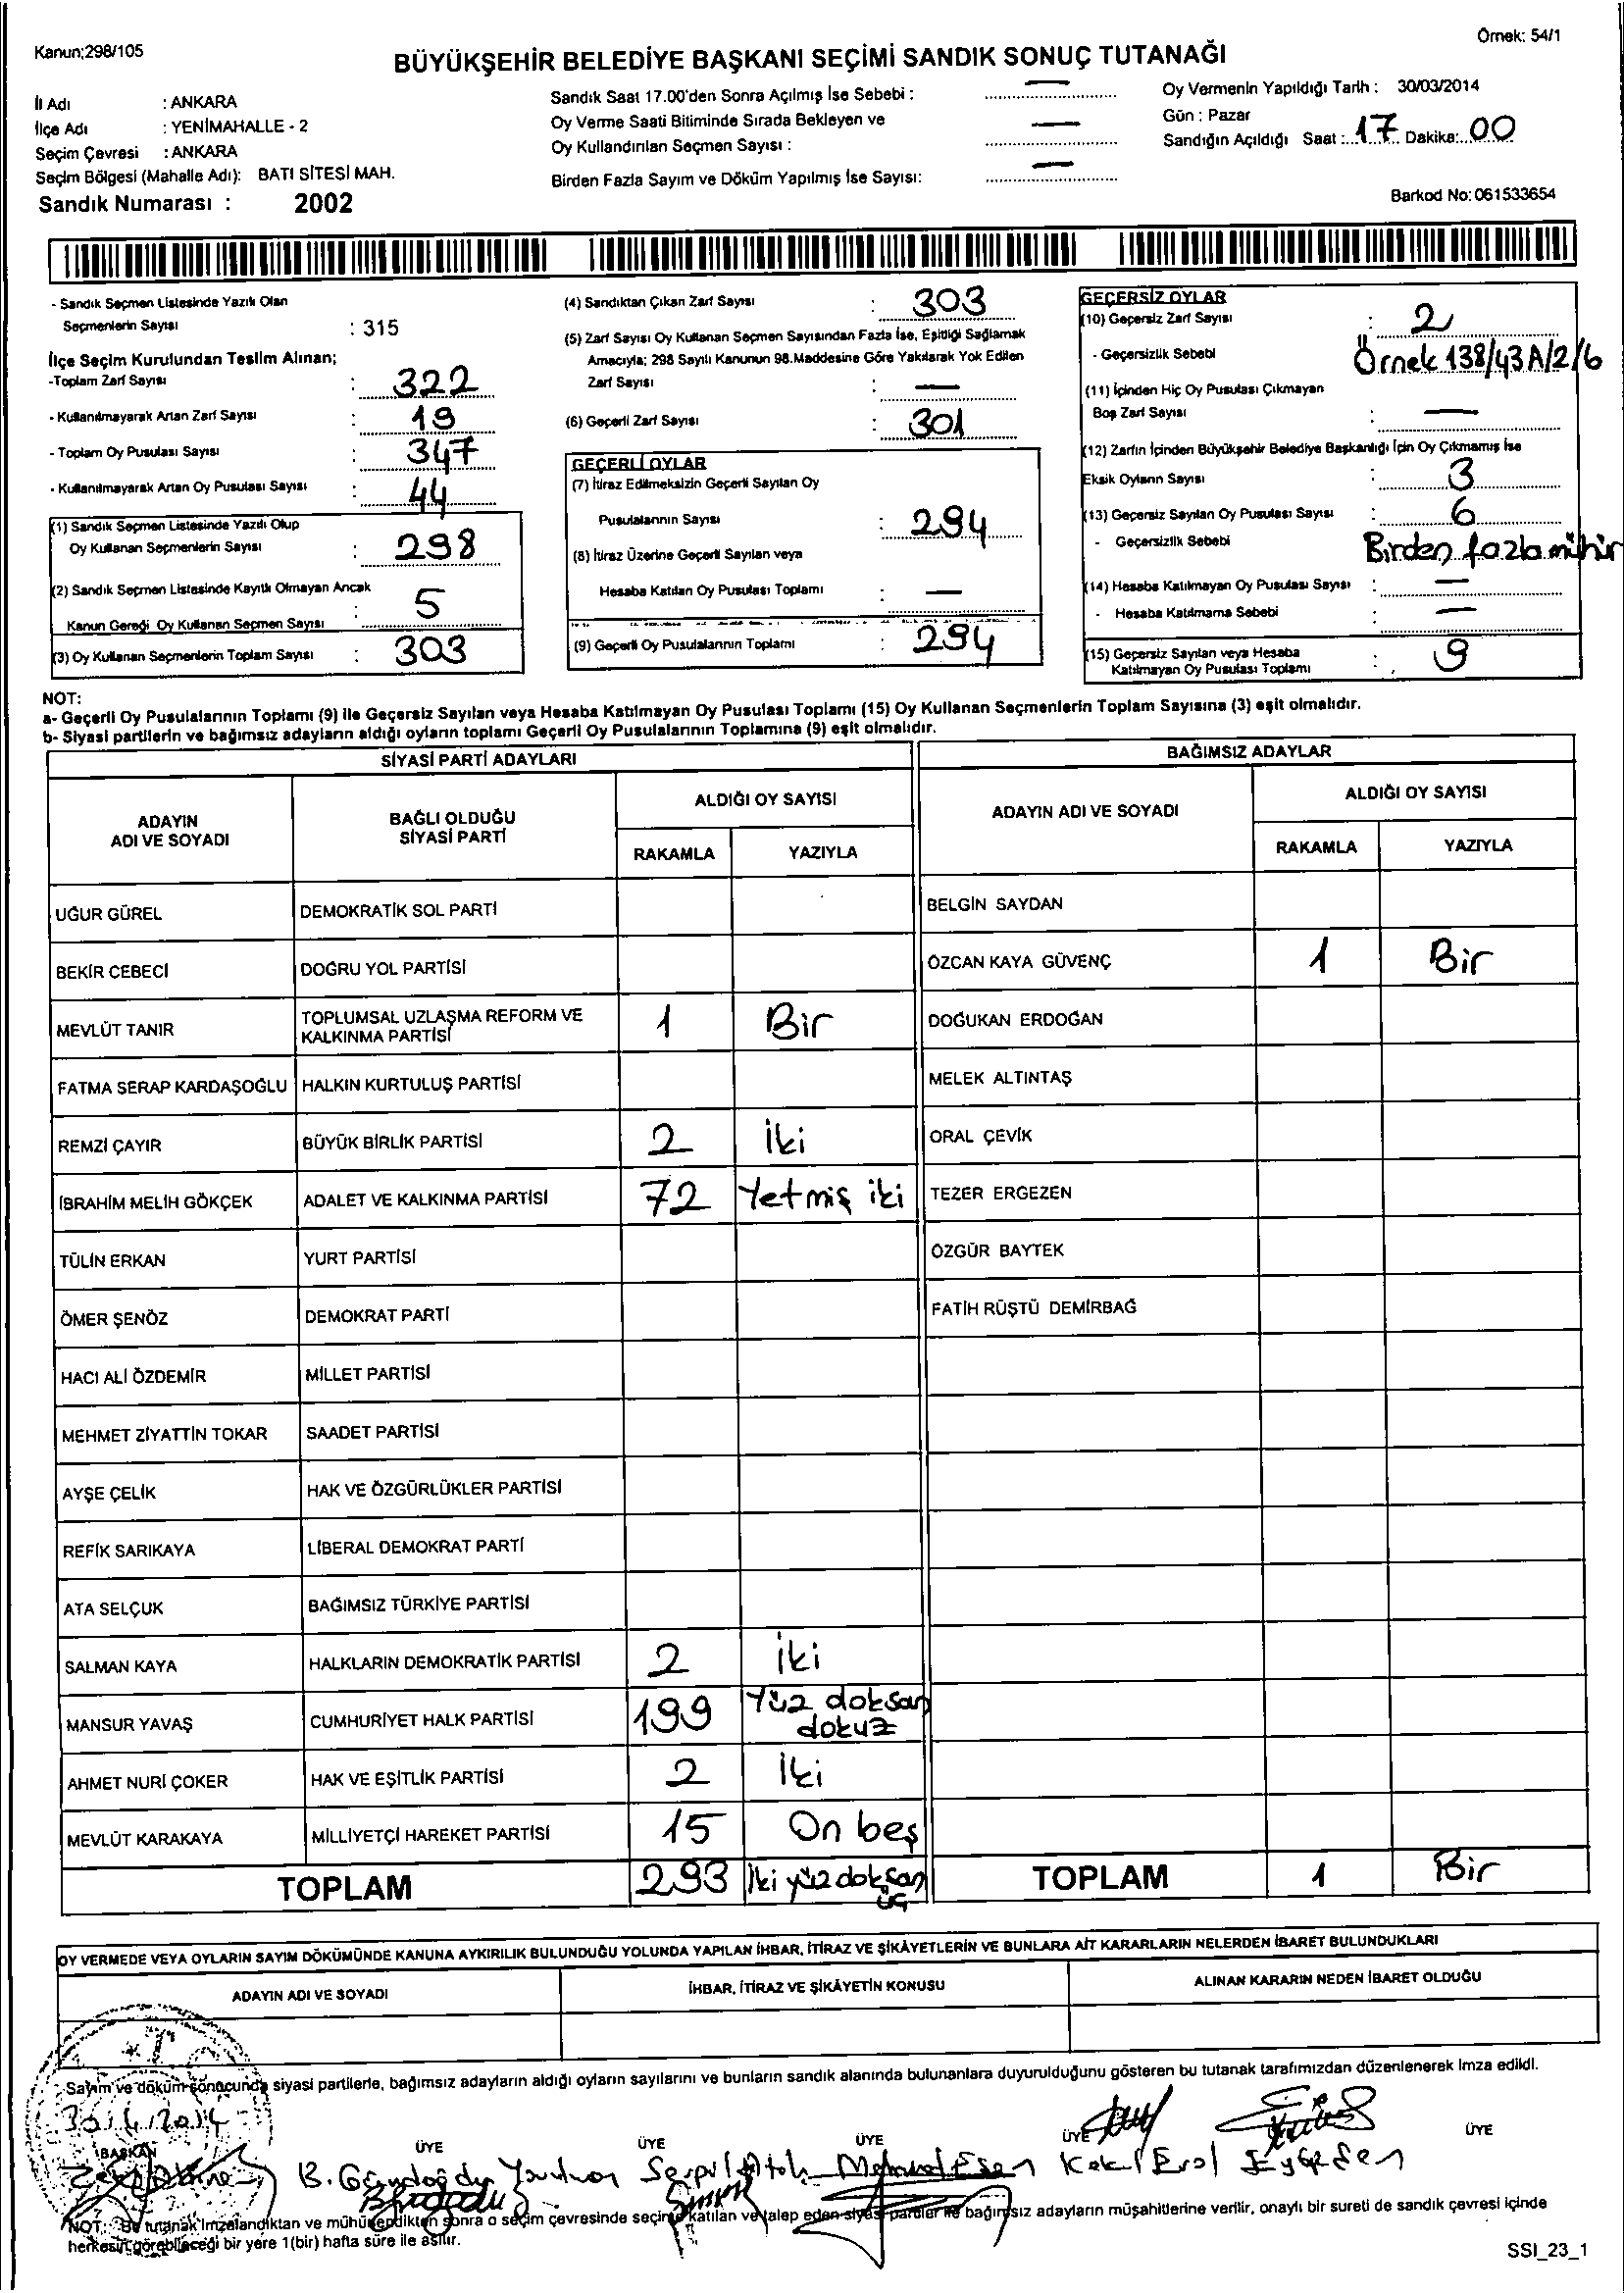 Kanun;298/105
Örnek: 54/1
BÜYÜKŞEHİR BELEDİYE BAŞKANI SEÇİMİ SANDIK SONUÇ TUTANAĞI
İl Adı : ANKARA
İlçe Adı : YENİMAHALLE - 2
Seçim Çevresi : ANKARA
Seçim Bölgesi (Mahalle Adı): BATI SİTESİ MAH.
Sandık Numarası : 2002
Sandık Saat 17.00'den Sonra Açılmış İse Sebebi : —
Oy Verme Saati Bitiminde Sırada Bekleyen ve
Oy Kullandırılan Seçmen Sayısı : —
Birden Fazla Sayım ve Döküm Yapılmış İse Sayısı: —
Oy Vermenin Yapıldığı Tarih : 30/03/2014
Gün : Pazar
Sandığın Açıldığı Saat : 17 Dakika: 00
Barkod No: 061533654
- Sandık Seçmen Listesinde Yazılı Olan
Seçmenlerin Sayısı : 315
İlçe Seçim Kurulundan Teslim Alınan;
-Toplam Zarf Sayısı : 322
- Kullanılmayarak Artan Zarf Sayısı : 19
- Toplam Oy Pusulası Sayısı : 347
- Kullanılmayarak Artan Oy Pusulası Sayısı : 44
(1) Sandık Seçmen Listesinde Yazılı Olup
Oy Kullanan Seçmenlerin Sayısı : 298
(2) Sandık Seçmen Listesinde Kayıtlı Olmayan Ancak
Kanun Gereği Oy Kullanan Seçmen Sayısı : 5
(3) Oy Kullanan Seçmenlerin Toplam Sayısı : 303
(4) Sandıktan Çıkan Zarf Sayısı : 303
(5) Zarf Sayısı Oy Kullanan Seçmen Sayısından Fazla İse, Eşitliği Sağlamak
Amacıyla; 298 Sayılı Kanunun 98.Maddesine Göre Yakılarak Yok Edilen
Zarf Sayısı : —
(6) Geçerli Zarf Sayısı : 301
GEÇERLİ OYLAR
(7) İtiraz Edilmeksizin Geçerli Sayılan Oy
Pusulalarının Sayısı : 294
(8) İtiraz Üzerine Geçerli Sayılan veya
Hesaba Katılan Oy Pusulası Toplamı : —
(9) Geçerli Oy Pusulalarının Toplamı : 294
GEÇERSİZ OYLAR
(10) Geçersiz Zarf Sayısı : 2
- Geçersizlik Sebebi Örnek 138/43A/2/6
(11) İçinden Hiç Oy Pusulası Çıkmayan
Boş Zarf Sayısı : —
(12) Zarfın İçinden Büyükşehir Belediye Başkanlığı İçin Oy Çıkmamış İse
Eksik Oyların Sayısı : 3
(13) Geçersiz Sayılan Oy Pusulası Sayısı : 6
- Geçersizlik Sebebi Birden fazla mühür
(14) Hesaba Katılmayan Oy Pusulası Sayısı : —
- Hesaba Katılmama Sebebi : —
(15) Geçersiz Sayılan veya Hesaba
Katılmayan Oy Pusulası Toplamı : 9
NOT:
a- Geçerli Oy Pusulalarının Toplamı (9) ile Geçersiz Sayılan veya Hesaba Katılmayan Oy Pusulası Toplamı (15) Oy Kullanan Seçmenlerin Toplam Sayısına (3) eşit olmalıdır.
b- Siyasi partilerin ve bağımsız adayların aldığı oyların toplamı Geçerli Oy Pusulalarının Toplamına (9) eşit olmalıdır.
SİYASİ PARTİ ADAYLARI
ADAYIN
ADI VE SOYADI
BAĞLI OLDUĞU
SİYASİ PARTİ
ALDIĞI OY SAYISI
RAKAMLA YAZIYLA
UĞUR GÜREL DEMOKRATİK SOL PARTİ
BEKİR CEBECİ DOĞRU YOL PARTİSİ
MEVLÜT TANIR TOPLUMSAL UZLAŞMA REFORM VE
KALKINMA PARTİSİ 1 Bir
FATMA SERAP KARDAŞOĞLU HALKIN KURTULUŞ PARTİSİ
REMZİ ÇAYIR BÜYÜK BİRLİK PARTİSİ 2 İki
İBRAHİM MELİH GÖKÇEK ADALET VE KALKINMA PARTİSİ 72 Yetmiş iki
TÜLİN ERKAN YURT PARTİSİ
ÖMER ŞENÖZ DEMOKRAT PARTİ
HACI ALİ ÖZDEMİR MİLLET PARTİSİ
MEHMET ZİYATTİN TOKAR SAADET PARTİSİ
AYŞE ÇELİK HAK VE ÖZGÜRLÜKLER PARTİSİ
REFİK SARIKAYA LİBERAL DEMOKRAT PARTİ
ATA SELÇUK BAĞIMSIZ TÜRKİYE PARTİSİ
SALMAN KAYA HALKLARIN DEMOKRATİK PARTİSİ 2 İki
MANSUR YAVAŞ CUMHURİYET HALK PARTİSİ 199 Yüz doksan
dokuz
AHMET NURİ ÇOKER HAK VE EŞİTLİK PARTİSİ 2 İki
MEVLÜT KARAKAYA MİLLİYETÇİ HAREKET PARTİSİ 15 On beş
TOPLAM 293 İki yüz doksan
üç
BAĞIMSIZ ADAYLAR
ADAYIN ADI VE SOYADI
ALDIĞI OY SAYISI
RAKAMLA YAZIYLA
BELGİN SAYDAN
ÖZCAN KAYA GÜVENÇ 1 Bir
DOĞUKAN ERDOĞAN
MELEK ALTINTAŞ
ORAL ÇEVİK
TEZER ERGEZEN
ÖZGÜR BAYTEK
FATİH RÜŞTÜ DEMİRBAĞ
TOPLAM 1 Bir
OY VERMEDE VEYA OYLARIN SAYIM DÖKÜMÜNDE KANUNA AYKIRILIK BULUNDUĞU YOLUNDA YAPILAN İHBAR, İTİRAZ VE ŞİKÂYETLERİN VE BUNLARA AİT KARARLARIN NELERDEN İBARET BULUNDUKLARI
ADAYIN ADI VE SOYADI
İHBAR, İTİRAZ VE ŞİKÂYETİN KONUSU
ALINAN KARARIN NEDEN İBARET OLDUĞU
Sayım ve döküm sonucunda siyasi partilerle, bağımsız adayların aldığı oyların sayılarını ve bunların sandık alanında bulunanlara duyurulduğunu gösteren bu tutanak tarafımızdan düzenlenerek imza edildi.
BAŞKAN ÜYE ÜYE ÜYE ÜYE ÜYE
Mehmet Esen
NOT: Bu tutanak imzalandıktan ve mühürlendikten sonra o seçim çevresinde seçime katılan ve talep eden siyasi partiler ile bağımsız adayların müşahitlerine verilir, onaylı bir sureti de sandık çevresi içinde
herkesin görebileceği bir yere 1(bir) hafta süre ile asılır.
SSI_23_1